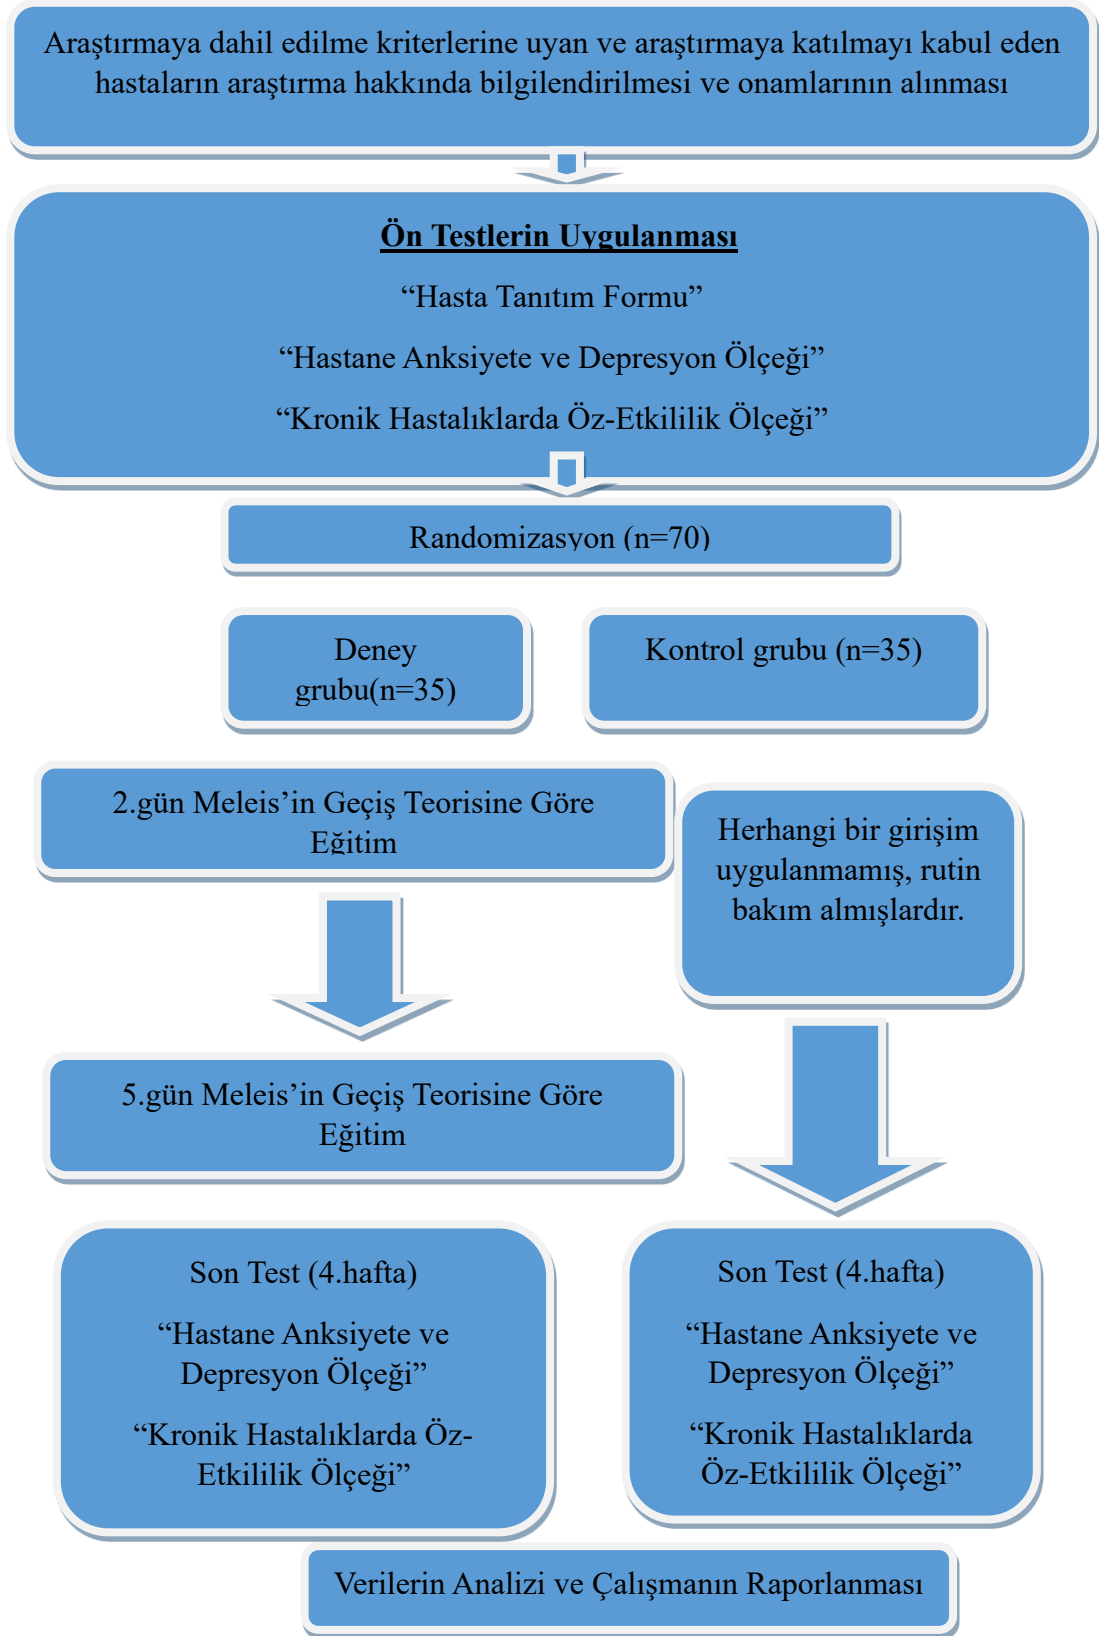 Araştırmaya dahil edilme kriterlerine uyan ve araştırmaya katılmayı kabul eden
hastaların araştırma hakkında bilgilendirilmesi ve onamlarının alınması
Ön Testlerin Uygulanması
“Hasta Tanıtım Formu”
“Hastane Anksiyete ve Depresyon Ölçeği”
“Kronik Hastalıklarda Öz-Etkililik Ölçeği”
Randomizasyon (n=70)
Deney
grubu(n=35)
Kontrol grubu (n=35)
2.gün Meleis’in Geçiş Teorisine Göre
Eğitim
Herhangi bir girişim
uygulanmamış, rutin
bakım almışlardır.
5.gün Meleis’in Geçiş Teorisine Göre
Eğitim
Son Test (4.hafta)
“Hastane Anksiyete ve
Depresyon Ölçeği”
“Kronik Hastalıklarda Öz-
Etkililik Ölçeği”
Son Test (4.hafta)
“Hastane Anksiyete ve
Depresyon Ölçeği”
“Kronik Hastalıklarda
Öz-Etkililik Ölçeği”
Verilerin Analizi ve Çalışmanın Raporlanması